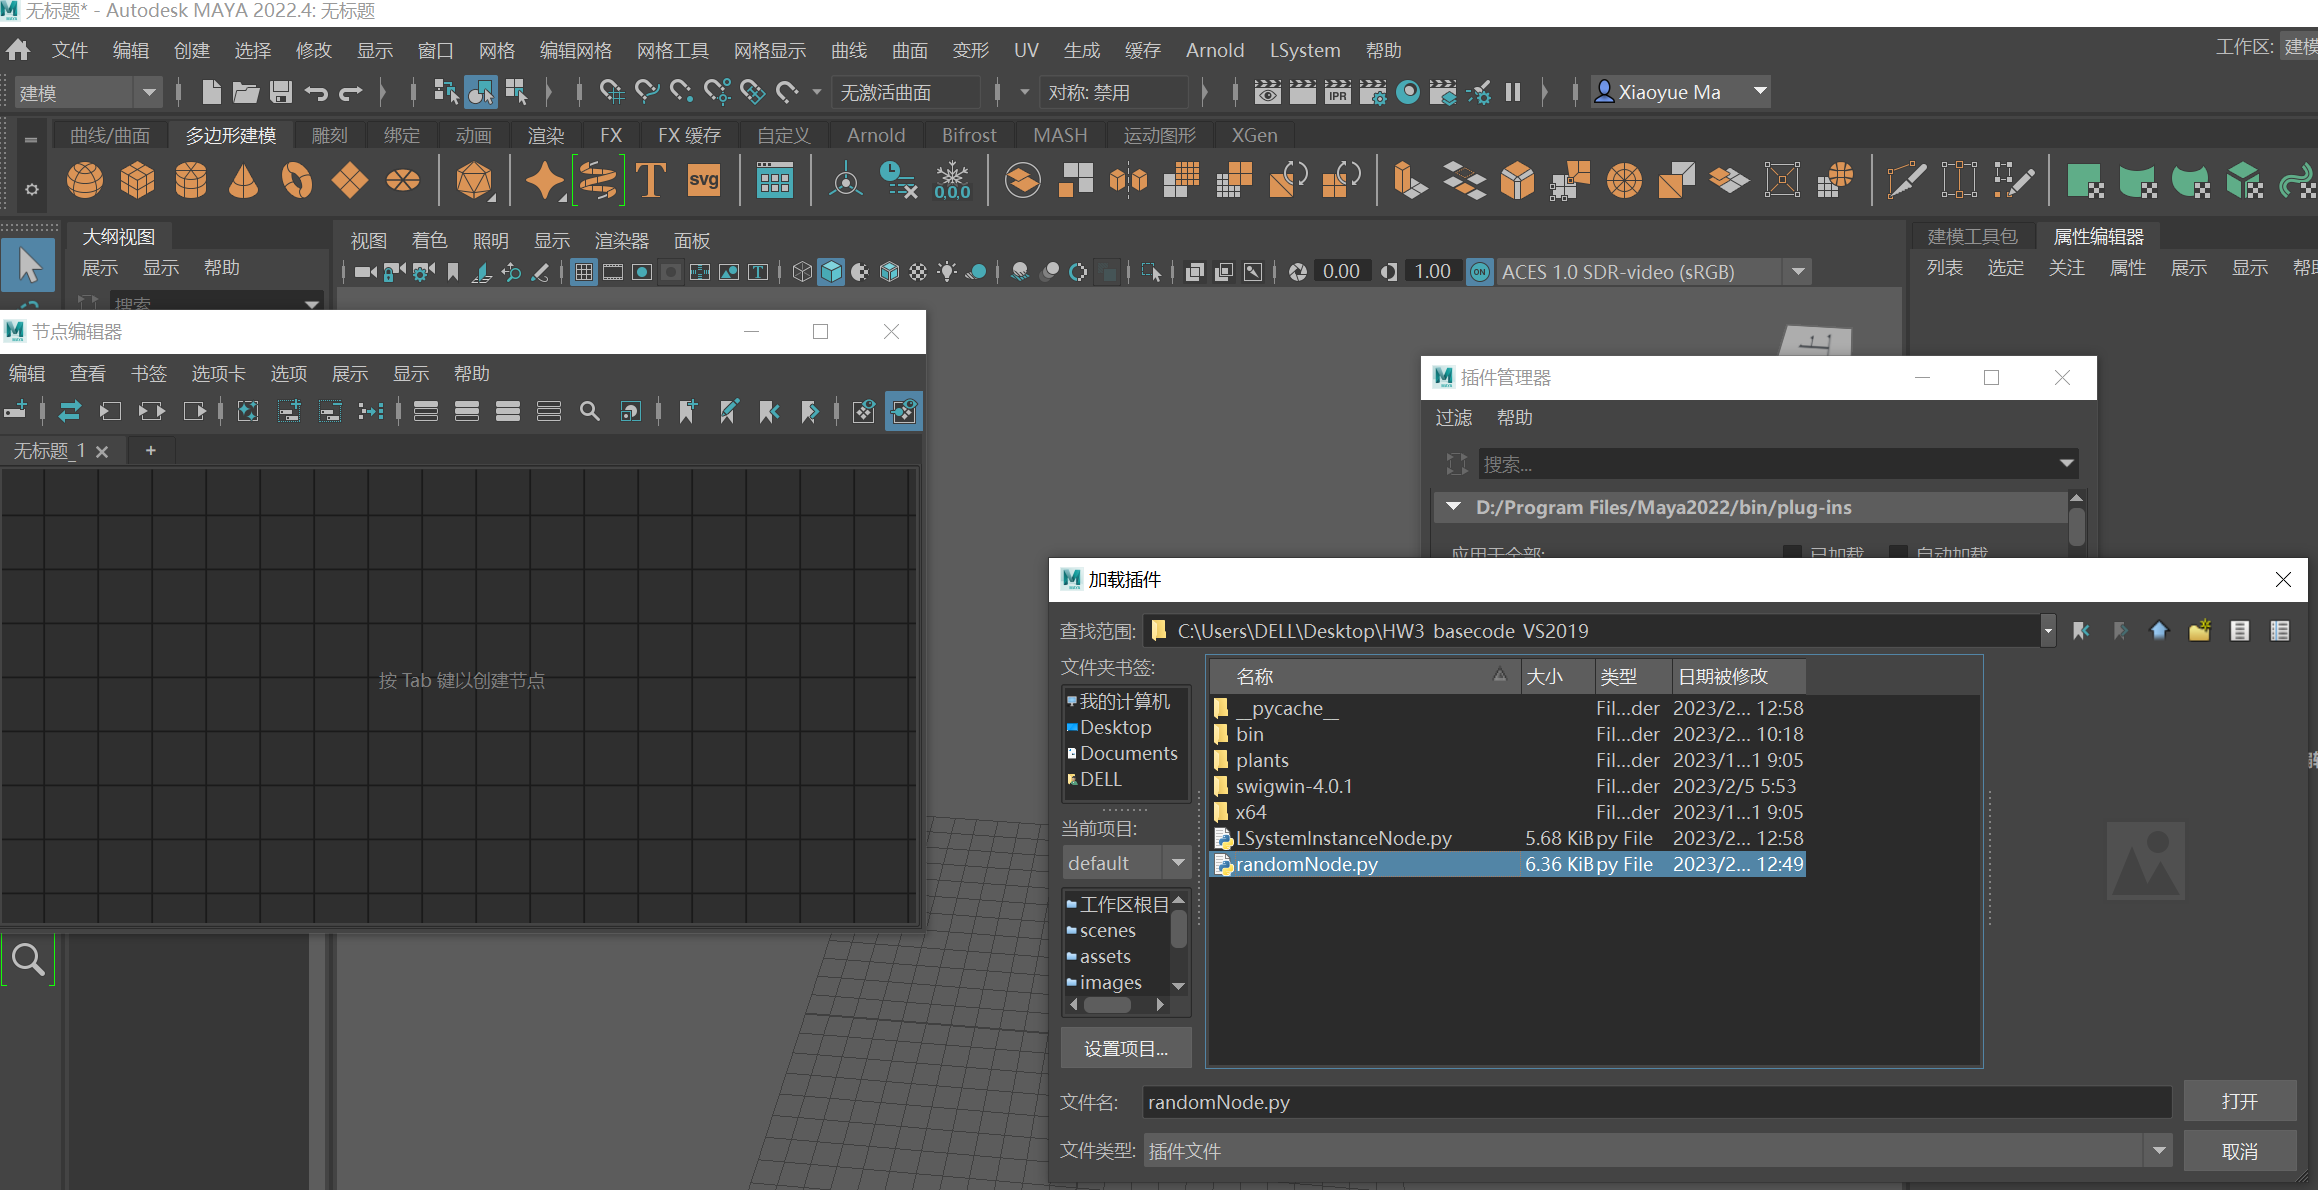 无标题* - Autodesk MAYA 2022.4: 无标题
文件 编辑 创建 选择 修改 显示 窗口 网格 编辑网格 网格工具 网格显示 曲线 曲面 变形 UV 生成 缓存 Arnold LSystem 帮助 工作区: 建模
建模 无激活曲面 对称: 禁用 IPR Xiaoyue Ma
曲线/曲面 多边形建模 雕刻 绑定 动画 渲染 FX FX 缓存 自定义 Arnold Bifrost MASH 运动图形 XGen
T svg 0,0,0
大纲视图
展示 显示 帮助
搜索
视图 着色 照明 显示 渲染器 面板
0.00 1.00 ON ACES 1.0 SDR-video (sRGB)
建模工具包 属性编辑器
列表 选定 关注 属性 展示 显示 帮助
节点编辑器
编辑 查看 书签 选项卡 选项 展示 显示 帮助
无标题_1 +
按 Tab 键以创建节点
插件管理器
过滤 帮助
搜索...
D:/Program Files/Maya2022/bin/plug-ins
应用于全部: 已加载 自动加载
加载插件
查找范围: C:\Users\DELL\Desktop\HW3 basecode VS2019
文件夹书签:
我的计算机
Desktop
Documents
DELL
当前项目:
default
工作区根目
scenes
assets
images
设置项目...
名称 大小 类型 日期被修改
__pycache__ Fil...der 2023/2... 12:58
bin Fil...der 2023/2... 10:18
plants Fil...der 2023/1...1 9:05
swigwin-4.0.1 Fil...der 2023/2/5 5:53
x64 Fil...der 2023/1...1 9:05
LSystemInstanceNode.py 5.68 KiB py File 2023/2... 12:58
randomNode.py 6.36 KiB py File 2023/2... 12:49
文件名: randomNode.py 打开
文件类型: 插件文件 取消